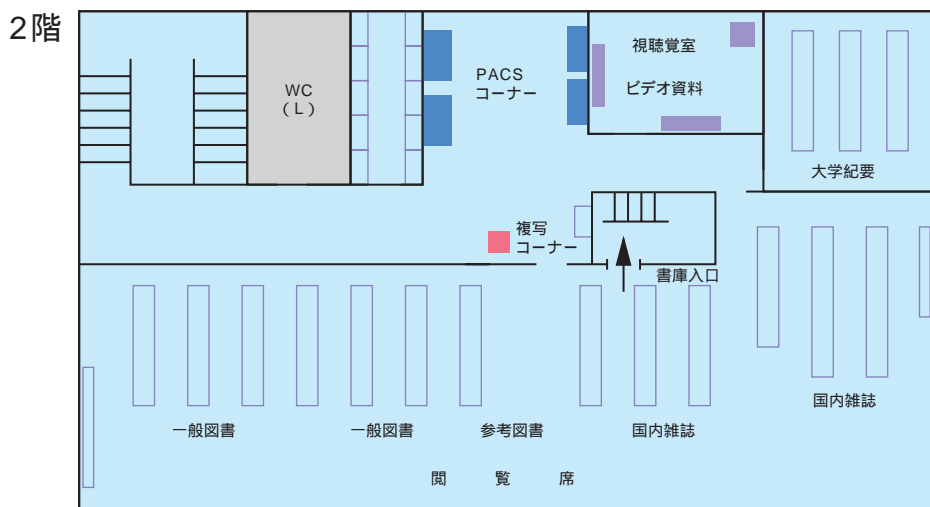 2階
WC
(L)
PACS
コーナー
視聴覚室
ビデオ資料
大学紀要
複写
コーナー
書庫入口
国内雑誌
一般図書
一般図書
参考図書
国内雑誌
閲 覧 席